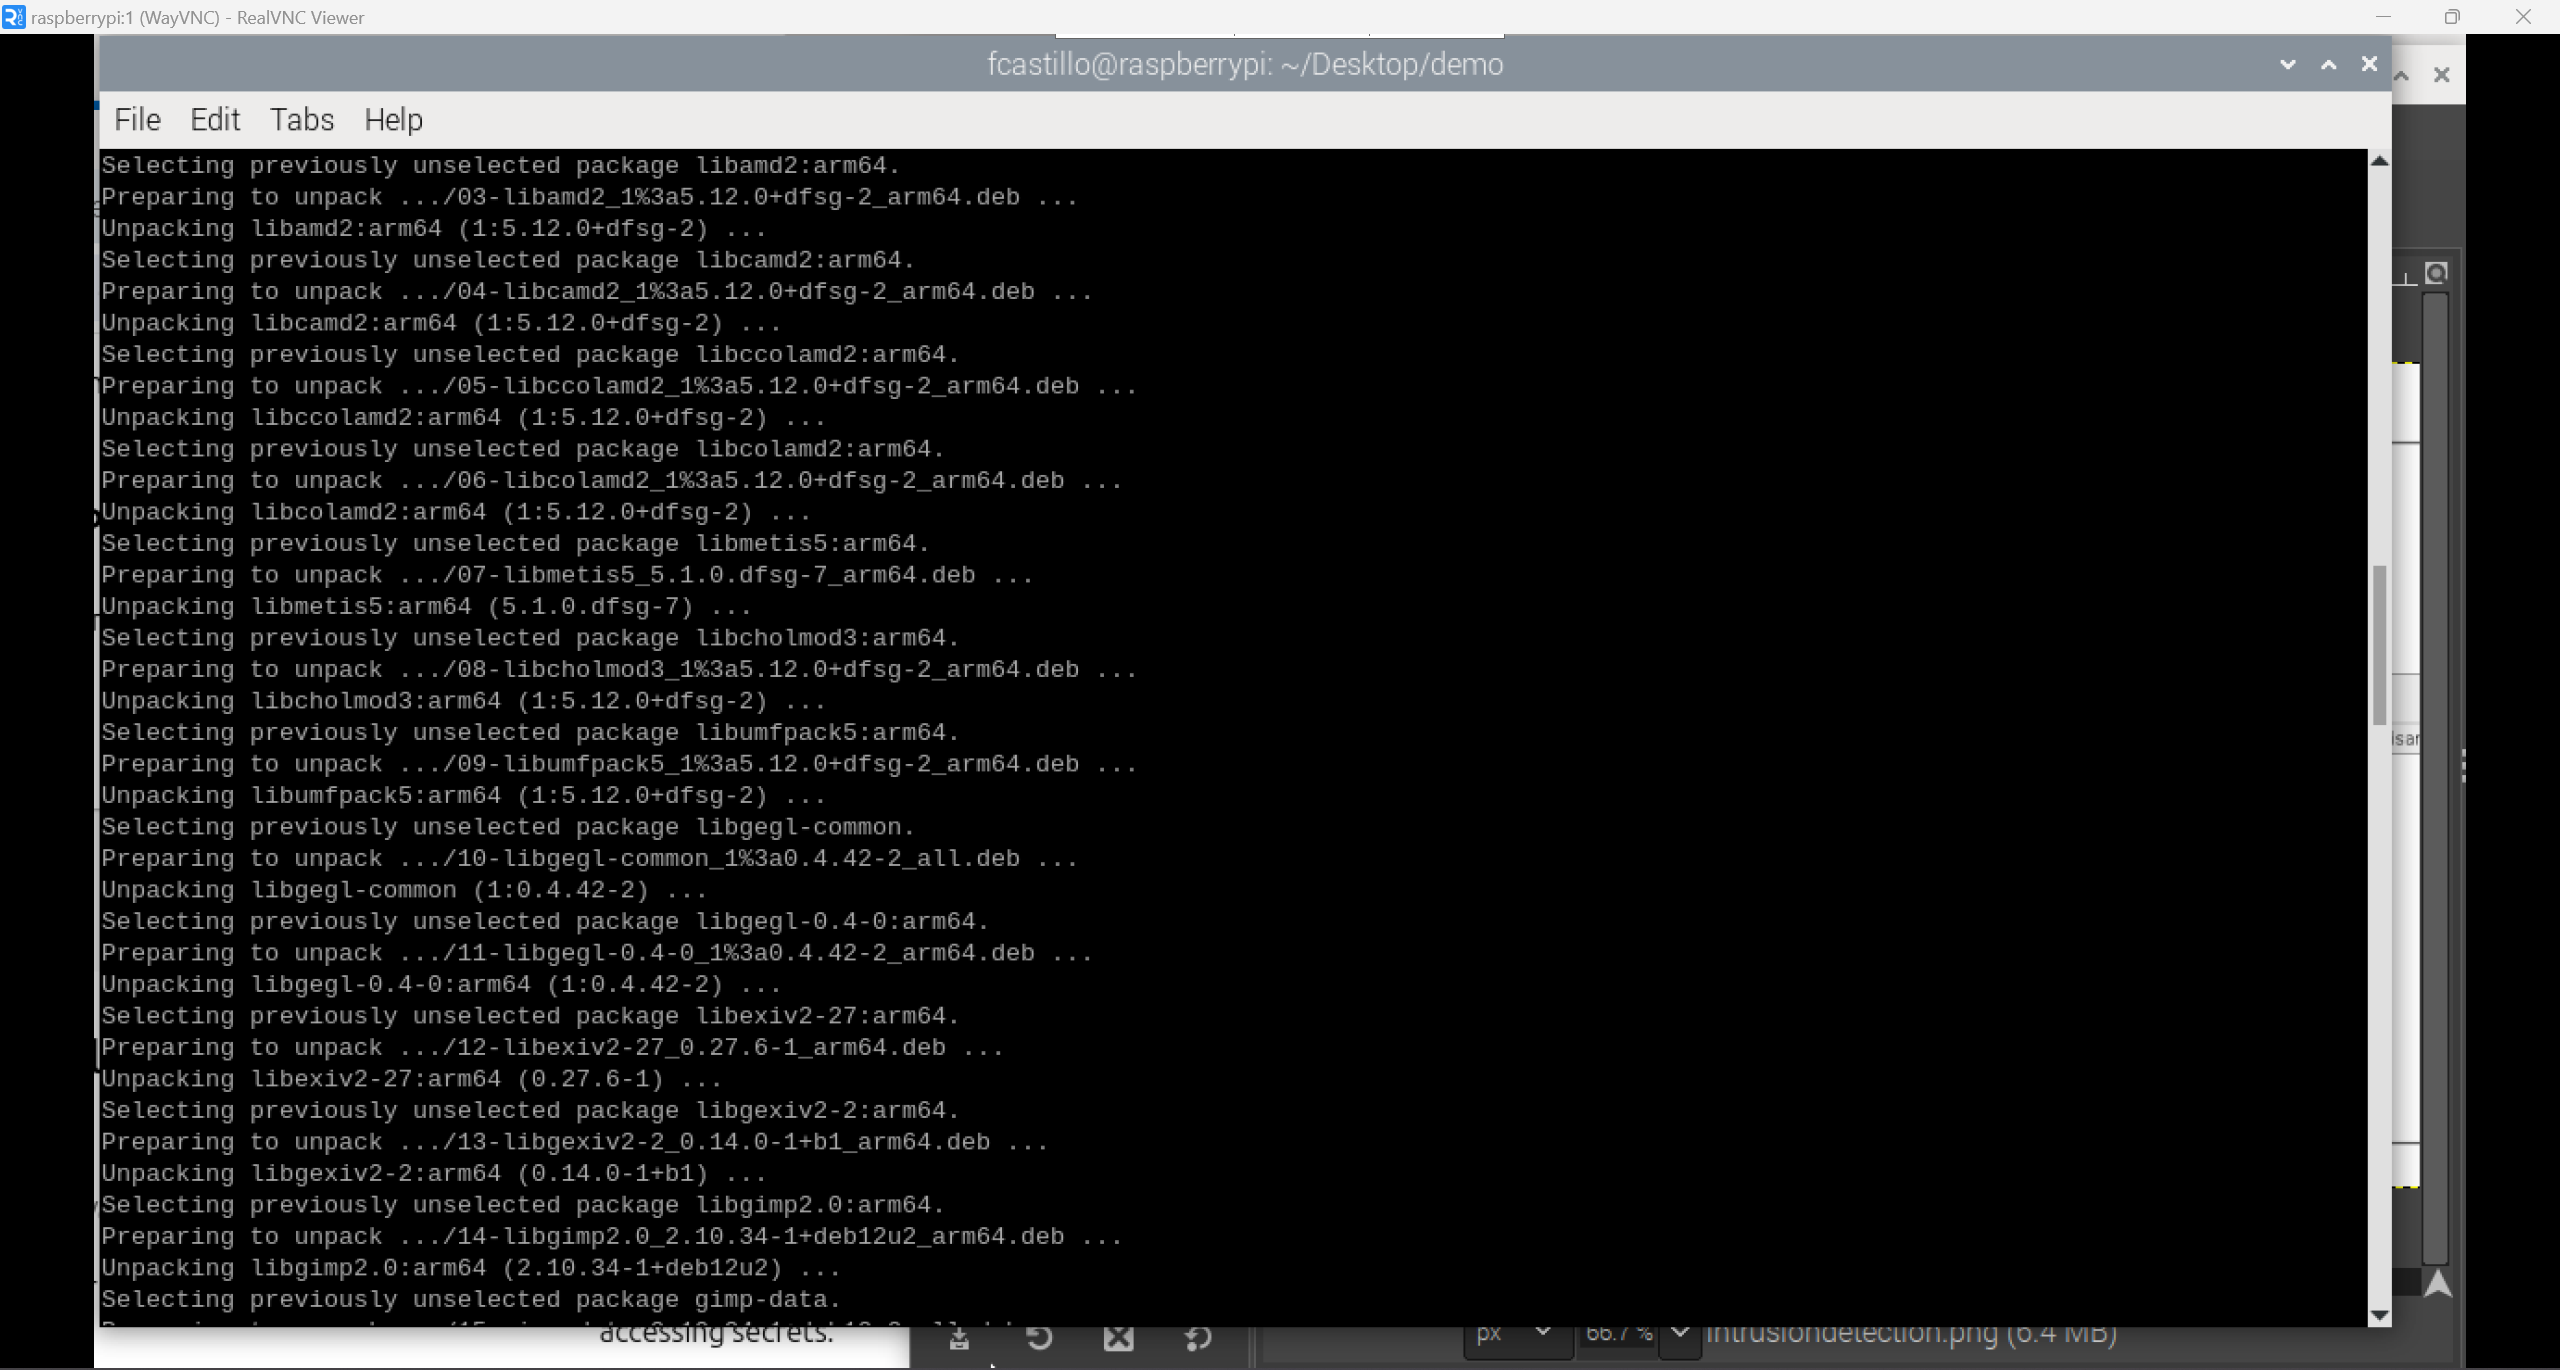 raspberrypi:1 (WayVNC) - RealVNC Viewer
fcastillo@raspberrypi: ~/Desktop/demo
File Edit Tabs Help
Selecting previously unselected package libamd2:arm64.
Preparing to unpack .../03-libamd2_1%3a5.12.0+dfsg-2_arm64.deb ...
Unpacking libamd2:arm64 (1:5.12.0+dfsg-2) ...
Selecting previously unselected package libcamd2:arm64.
Preparing to unpack .../04-libcamd2_1%3a5.12.0+dfsg-2_arm64.deb ...
Unpacking libcamd2:arm64 (1:5.12.0+dfsg-2) ...
Selecting previously unselected package libccolamd2:arm64.
Preparing to unpack .../05-libccolamd2_1%3a5.12.0+dfsg-2_arm64.deb ...
Unpacking libccolamd2:arm64 (1:5.12.0+dfsg-2) ...
Selecting previously unselected package libcolamd2:arm64.
Preparing to unpack .../06-libcolamd2_1%3a5.12.0+dfsg-2_arm64.deb ...
Unpacking libcolamd2:arm64 (1:5.12.0+dfsg-2) ...
Selecting previously unselected package libmetis5:arm64.
Preparing to unpack .../07-libmetis5_5.1.0.dfsg-7_arm64.deb ...
Unpacking libmetis5:arm64 (5.1.0.dfsg-7) ...
Selecting previously unselected package libcholmod3:arm64.
Preparing to unpack .../08-libcholmod3_1%3a5.12.0+dfsg-2_arm64.deb ...
Unpacking libcholmod3:arm64 (1:5.12.0+dfsg-2) ...
Selecting previously unselected package libumfpack5:arm64.
Preparing to unpack .../09-libumfpack5_1%3a5.12.0+dfsg-2_arm64.deb ...
Unpacking libumfpack5:arm64 (1:5.12.0+dfsg-2) ...
Selecting previously unselected package libgegl-common.
Preparing to unpack .../10-libgegl-common_1%3a0.4.42-2_all.deb ...
Unpacking libgegl-common (1:0.4.42-2) ...
Selecting previously unselected package libgegl-0.4-0:arm64.
Preparing to unpack .../11-libgegl-0.4-0_1%3a0.4.42-2_arm64.deb ...
Unpacking libgegl-0.4-0:arm64 (1:0.4.42-2) ...
Selecting previously unselected package libexiv2-27:arm64.
Preparing to unpack .../12-libexiv2-27_0.27.6-1_arm64.deb ...
Unpacking libexiv2-27:arm64 (0.27.6-1) ...
Selecting previously unselected package libgexiv2-2:arm64.
Preparing to unpack .../13-libgexiv2-2_0.14.0-1+b1_arm64.deb ...
Unpacking libgexiv2-2:arm64 (0.14.0-1+b1) ...
Selecting previously unselected package libgimp2.0:arm64.
Preparing to unpack .../14-libgimp2.0_2.10.34-1+deb12u2_arm64.deb ...
Unpacking libgimp2.0:arm64 (2.10.34-1+deb12u2) ...
Selecting previously unselected package gimp-data.
accessing secrets.
px 66.7 % intrusiondetection.png (6.4 MB)